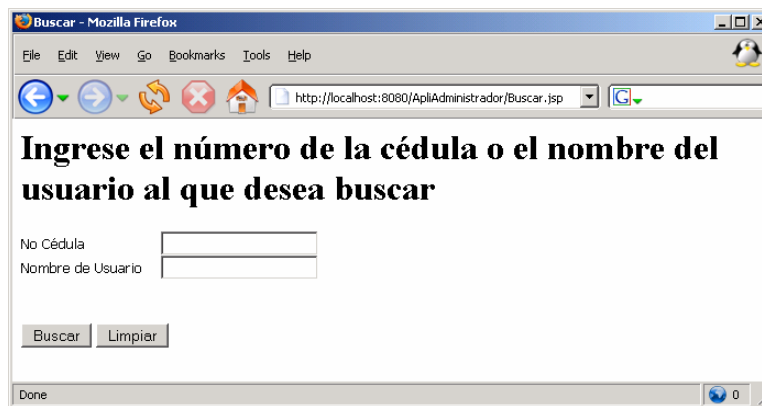 Buscar - Mozilla Firefox
File Edit View Go Bookmarks Tools Help
http://localhost:8080/ApliAdministrador/Buscar.jsp G
Ingrese el número de la cédula o el nombre del
usuario al que desea buscar
No Cédula
Nombre de Usuario
Buscar Limpiar
Done 0